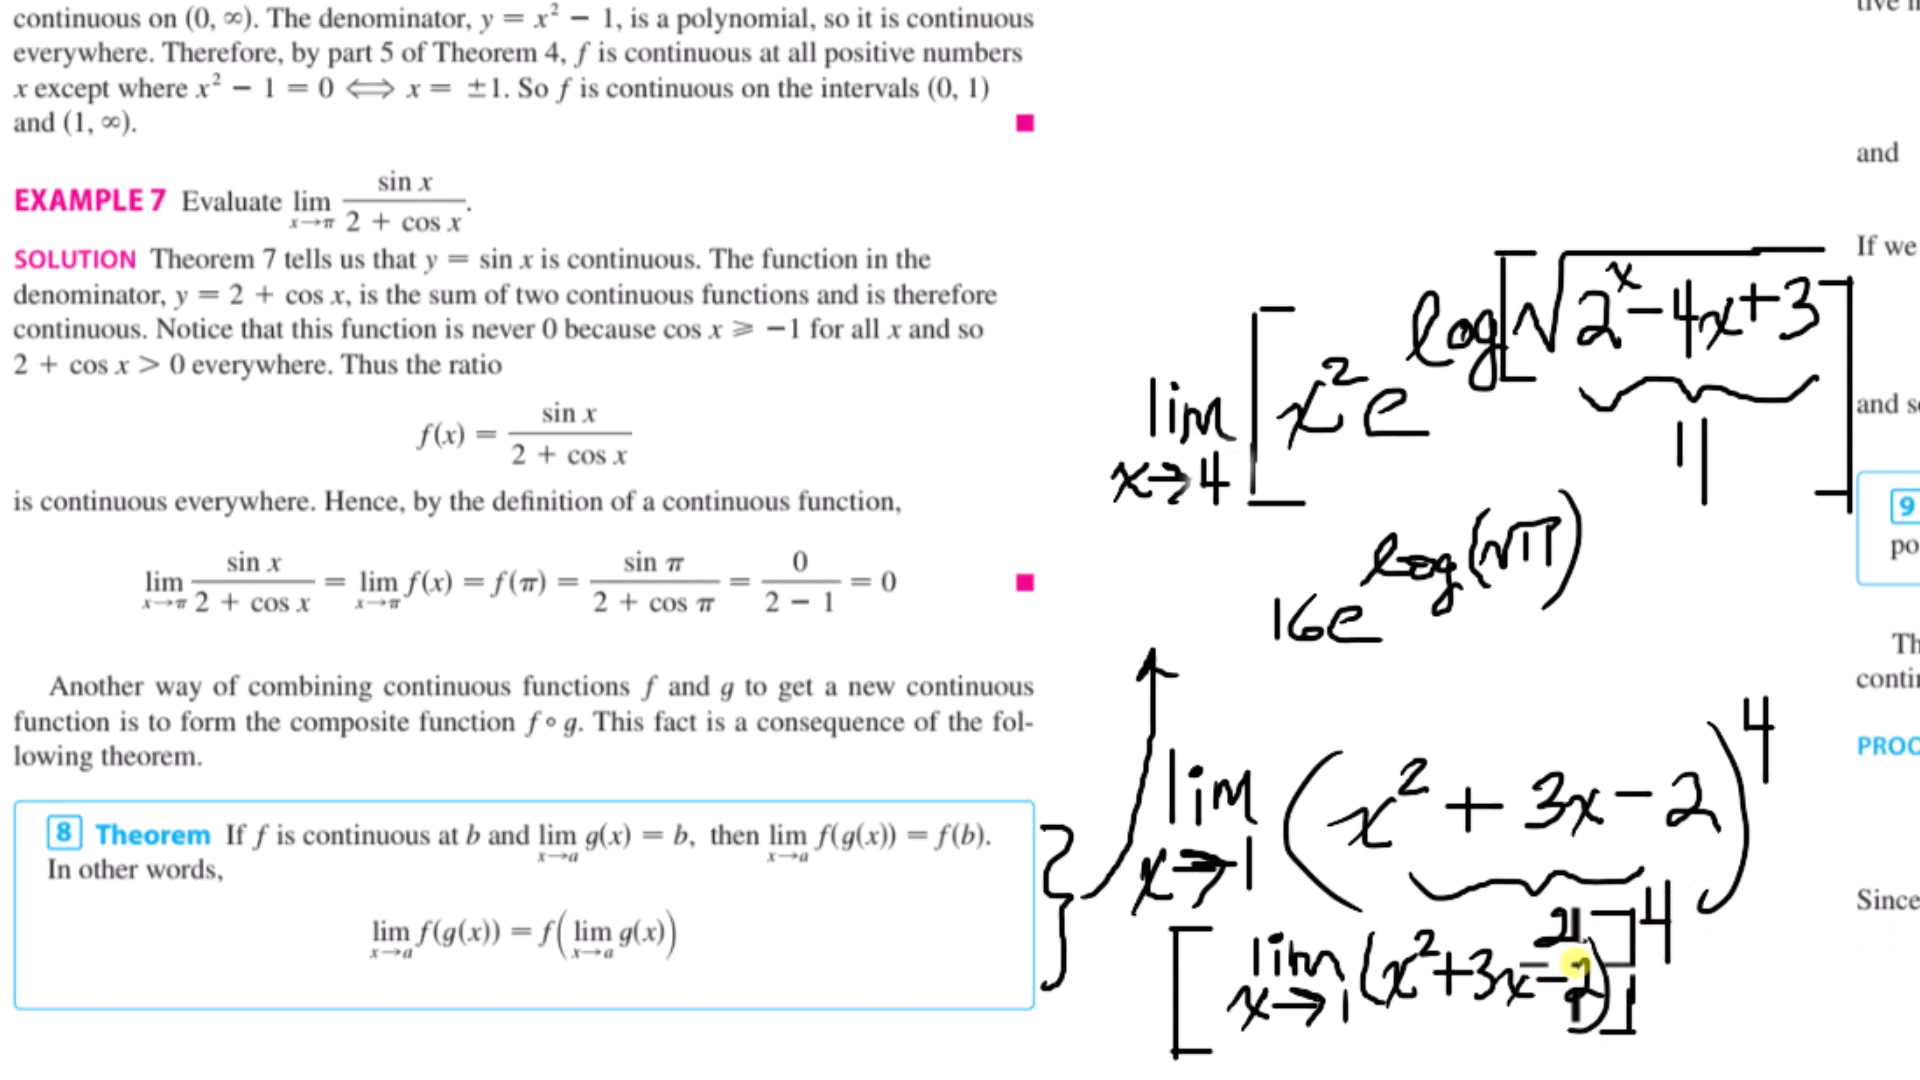 continuous on (0, ∞). The denominator, y = x² − 1, is a polynomial, so it is continuous
everywhere. Therefore, by part 5 of Theorem 4, f is continuous at all positive numbers
x except where x² − 1 = 0 ⟺ x = ±1. So f is continuous on the intervals (0, 1)
and (1, ∞).
EXAMPLE 7 Evaluate lim x→π sin x / 2 + cos x.
SOLUTION Theorem 7 tells us that y = sin x is continuous. The function in the
denominator, y = 2 + cos x, is the sum of two continuous functions and is therefore
continuous. Notice that this function is never 0 because cos x ⩾ −1 for all x and so
2 + cos x > 0 everywhere. Thus the ratio
f(x) = sin x / 2 + cos x
is continuous everywhere. Hence, by the definition of a continuous function,
lim x→π sin x / 2 + cos x = lim x→π f(x) = f(π) = sin π / 2 + cos π = 0 / 2 − 1 = 0
Another way of combining continuous functions f and g to get a new continuous
function is to form the composite function f ∘ g. This fact is a consequence of the fol-
lowing theorem.
8 Theorem If f is continuous at b and lim x→a g(x) = b, then lim x→a f(g(x)) = f(b).
In other words,
lim x→a f(g(x)) = f(lim x→a g(x))
lim x→4 [x² e^log[√2^x − 4x + 3]]
11
16e^log(√11)
lim x→1 (x² + 3x − 2)^4
[lim x→1 (x² + 3x − 2)]^4
and
If we
and
9
po
Th
PROO
Since